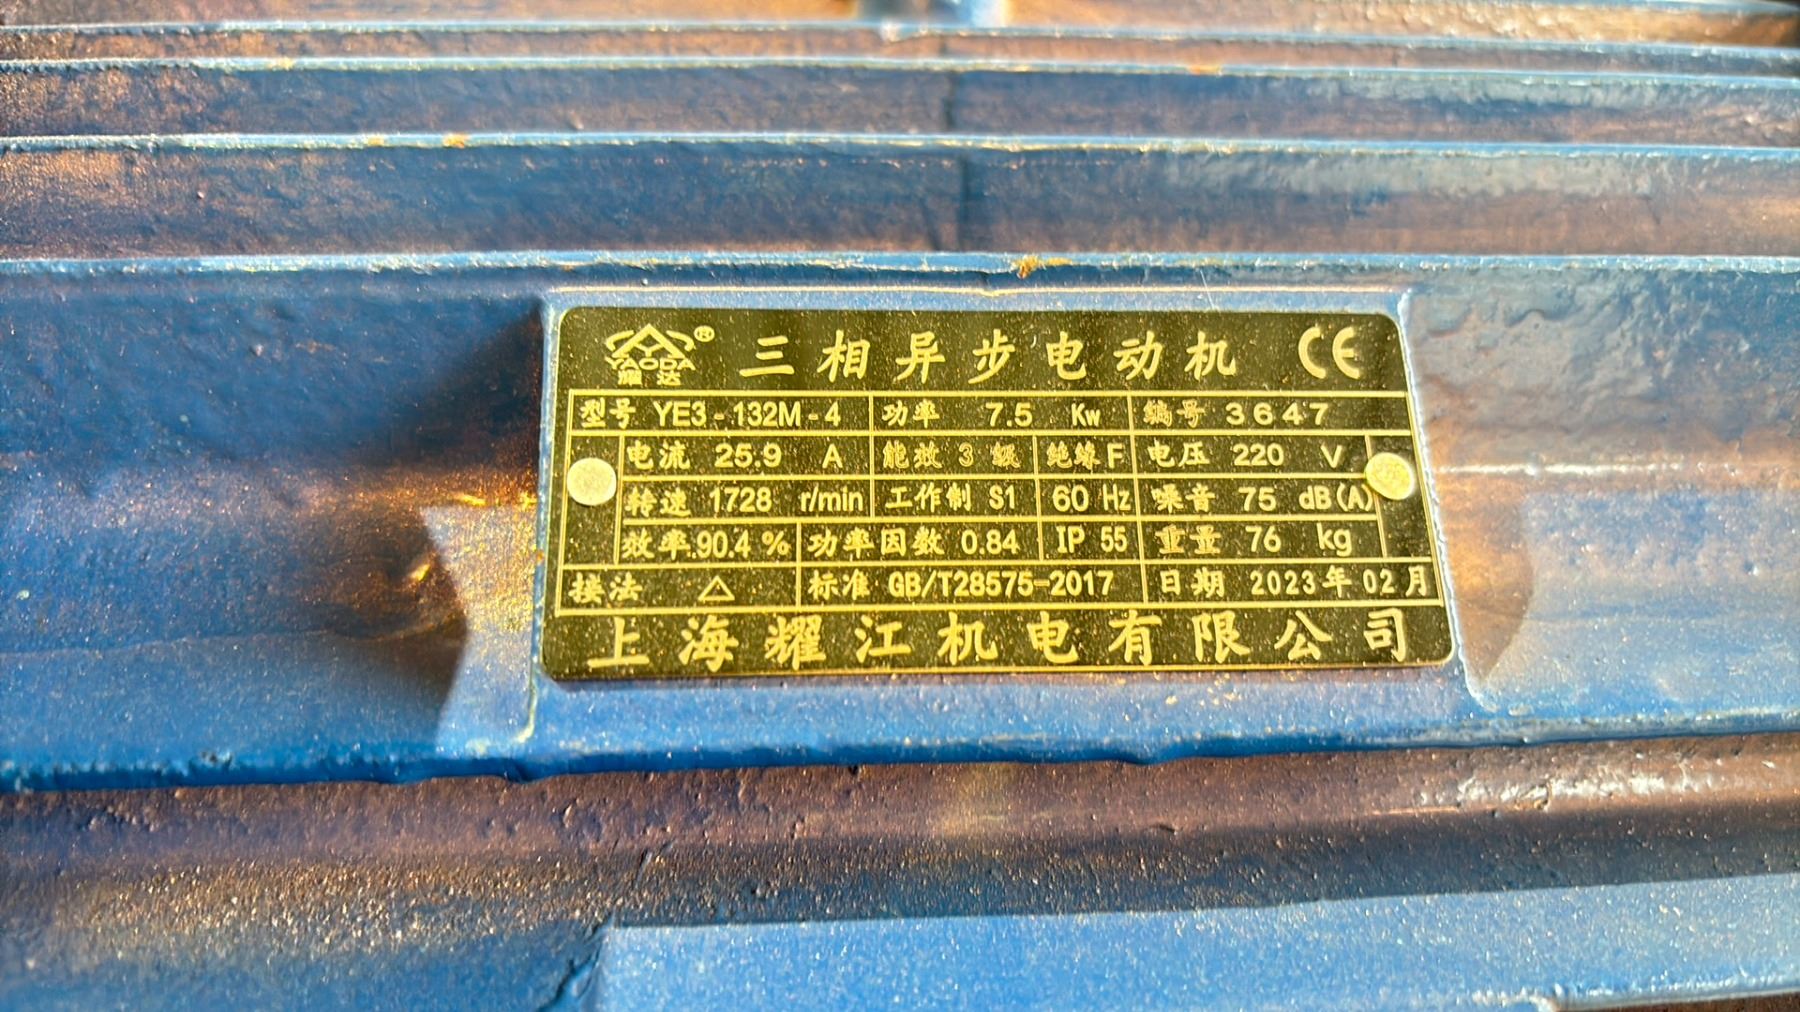 YAODA ® 三相异步电动机 CE
耀达
型号 YE3-132M-4 功率 7.5 Kw 编号 3647
电流 25.9 A 能效 3 级 绝缘 F 电压 220 V
转速 1728 r/min 工作制 S1 60 Hz 噪音 75 dB(A)
效率 90.4 % 功率因数 0.84 IP 55 重量 76 kg
接法 △ 标准 GB/T28575-2017 日期 2023年02月
上海耀江机电有限公司